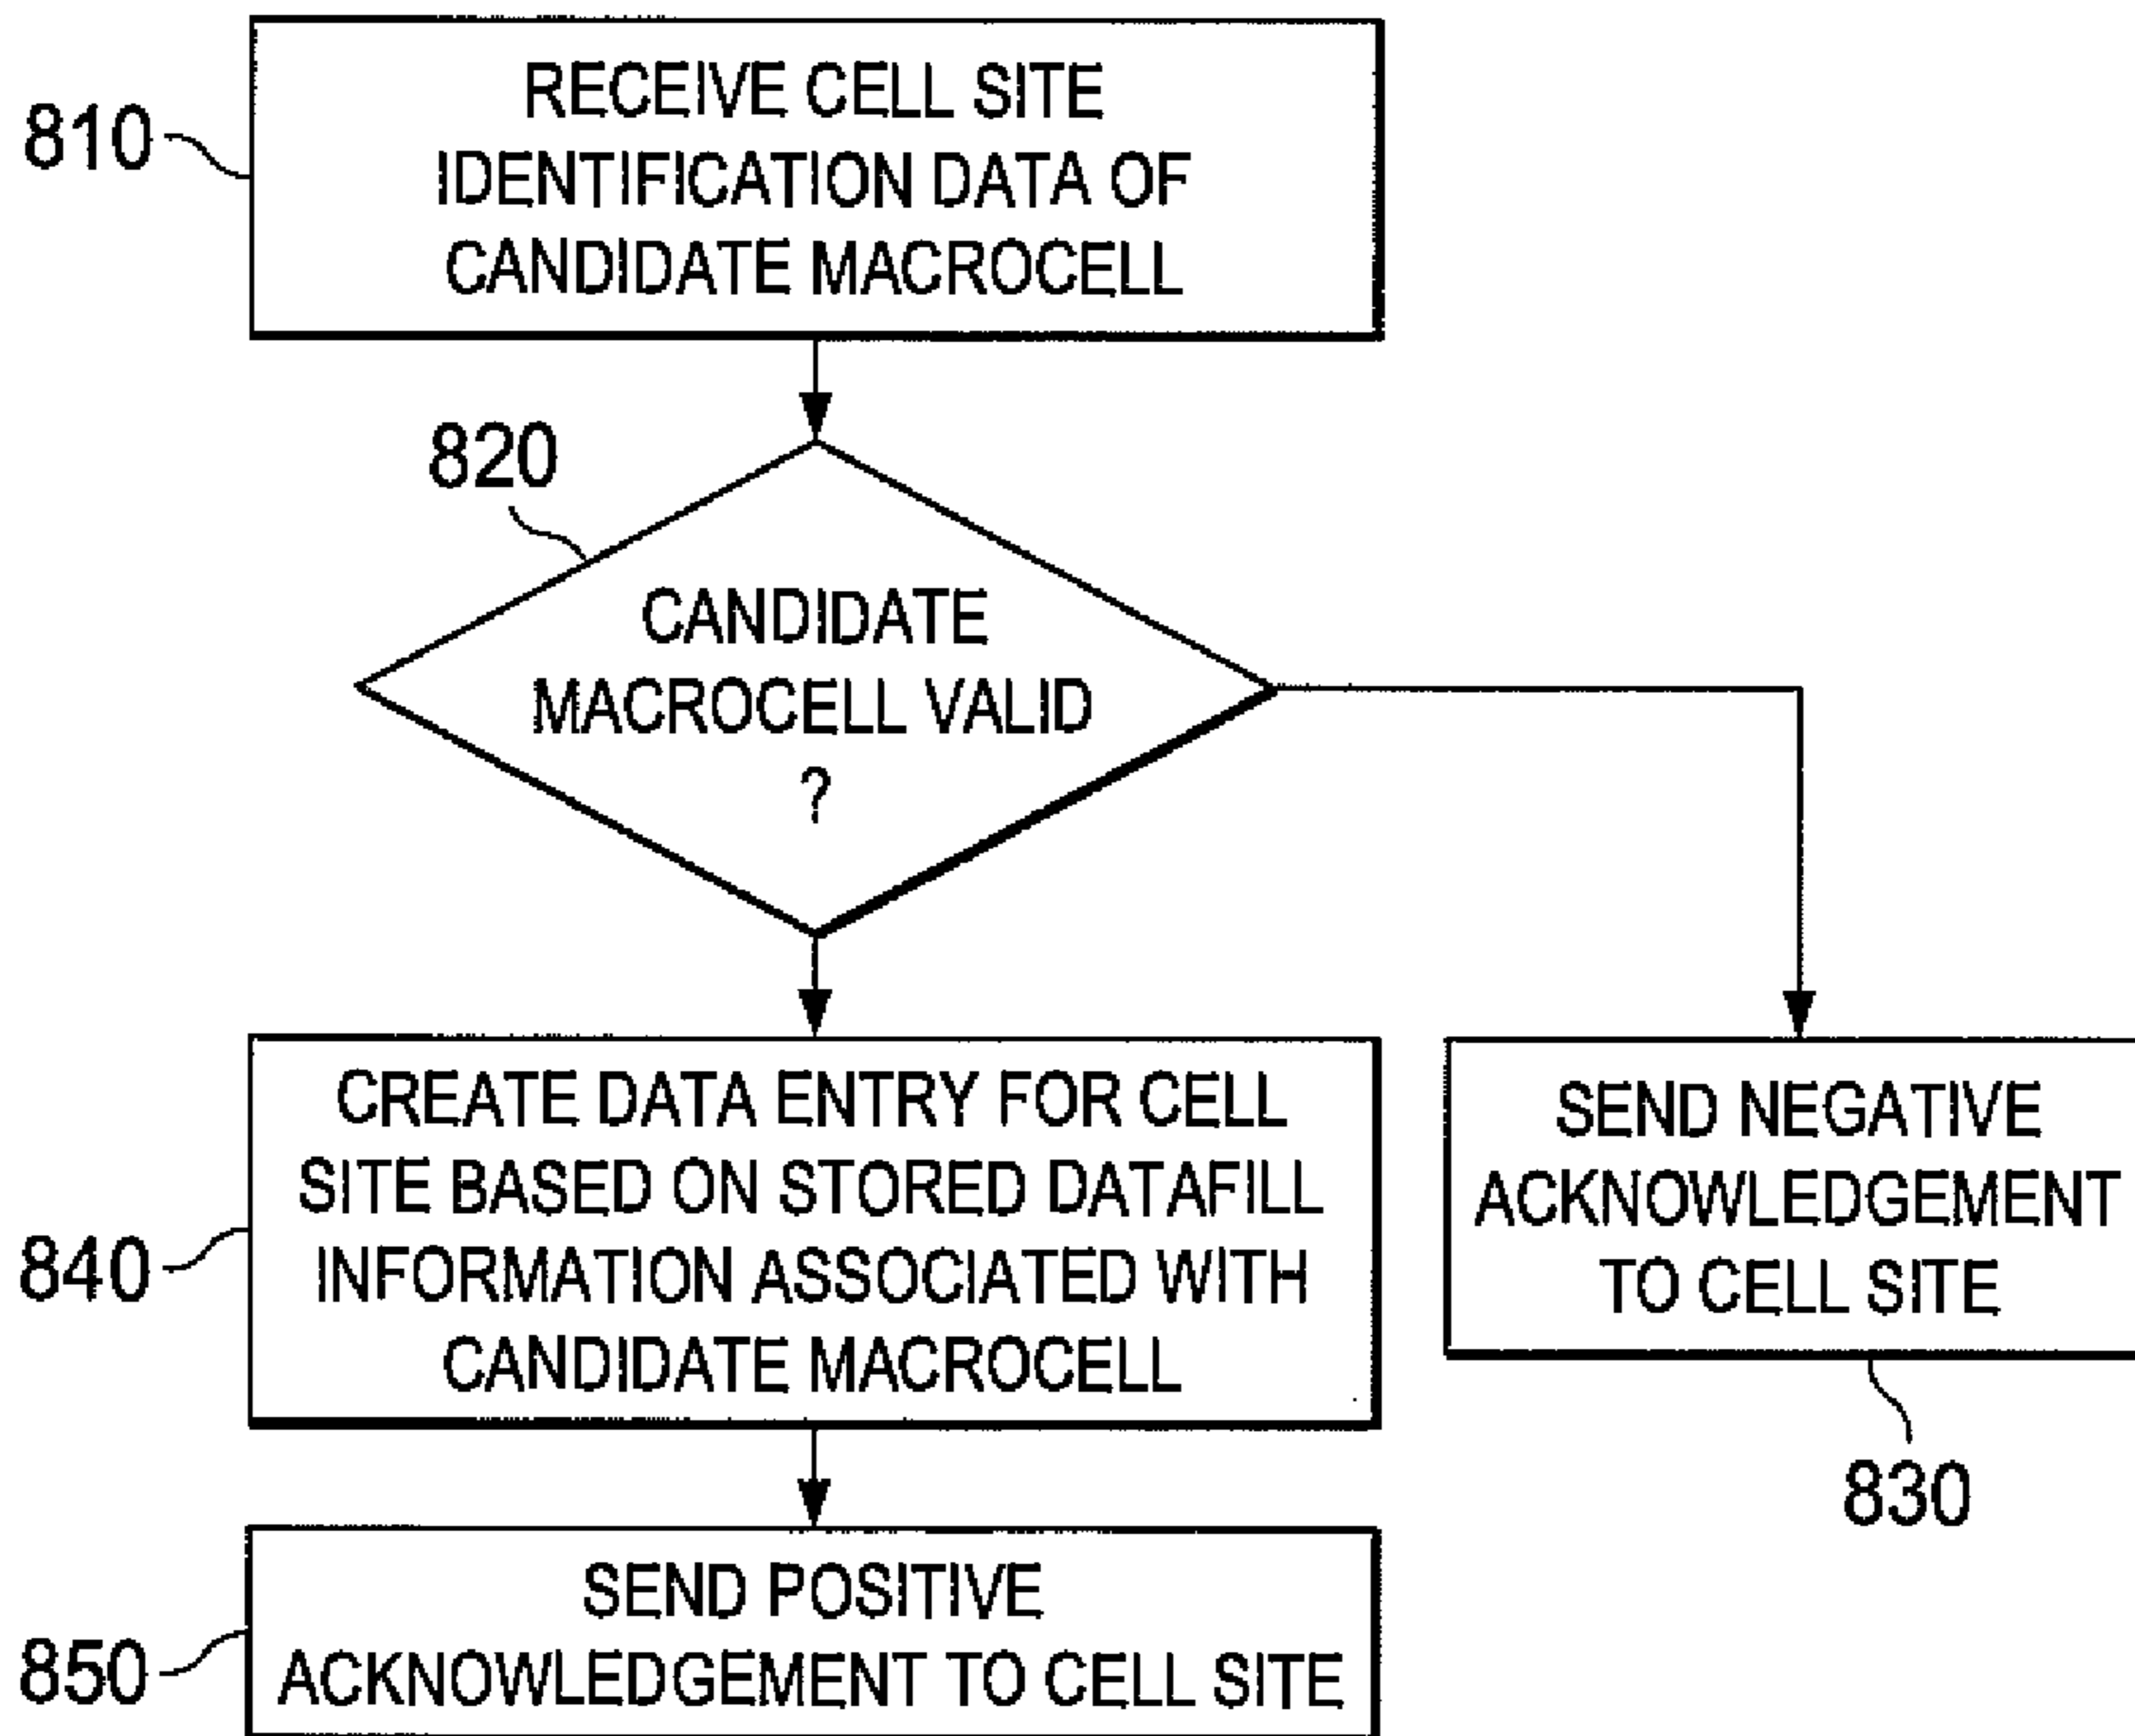 810
RECEIVE CELL SITE
IDENTIFICATION DATA OF
CANDIDATE MACROCELL
820
CANDIDATE
MACROCELL VALID
?
840
CREATE DATA ENTRY FOR CELL
SITE BASED ON STORED DATAFILL
INFORMATION ASSOCIATED WITH
CANDIDATE MACROCELL
SEND NEGATIVE
ACKNOWLEDGEMENT
TO CELL SITE
830
850
SEND POSITIVE
ACKNOWLEDGEMENT TO CELL SITE